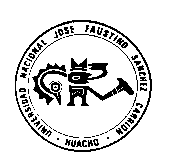 UNIVERSIDAD NACIONAL JOSE FAUSTINO SANCHEZ CARRION
· HUACHO ·